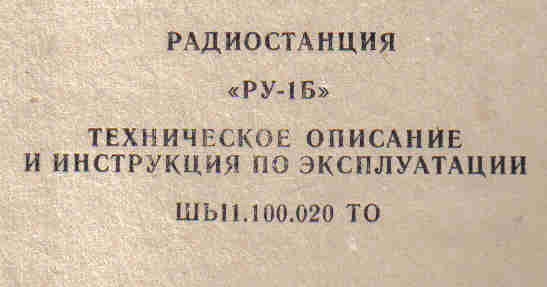 РАДИОСТАНЦИЯ
«РУ-1Б»
ТЕХНИЧЕСКОЕ ОПИСАНИЕ
И ИНСТРУКЦИЯ ПО ЭКСПЛУАТАЦИИ
ШЫ1.100.020 ТО